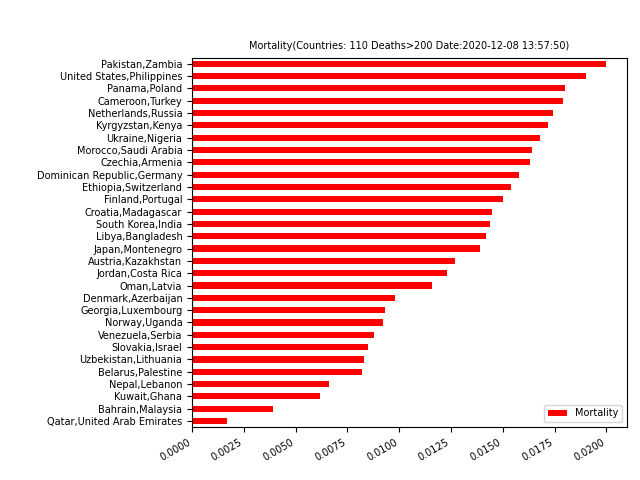 Mortality(Countries: 110 Deaths>200 Date:2020-12-08 13:57:50)
Pakistan,Zambia
United States,Philippines
Panama,Poland
Cameroon,Turkey
Netherlands,Russia
Kyrgyzstan,Kenya
Ukraine,Nigeria
Morocco,Saudi Arabia
Czechia,Armenia
Dominican Republic,Germany
Ethiopia,Switzerland
Finland,Portugal
Croatia,Madagascar
South Korea,India
Libya,Bangladesh
Japan,Montenegro
Austria,Kazakhstan
Jordan,Costa Rica
Oman,Latvia
Denmark,Azerbaijan
Georgia,Luxembourg
Norway,Uganda
Venezuela,Serbia
Slovakia,Israel
Uzbekistan,Lithuania
Belarus,Palestine
Nepal,Lebanon
Kuwait,Ghana
Bahrain,Malaysia
Qatar,United Arab Emirates
Mortality
0.0000 0.0025 0.0050 0.0075 0.0100 0.0125 0.0150 0.0175 0.0200